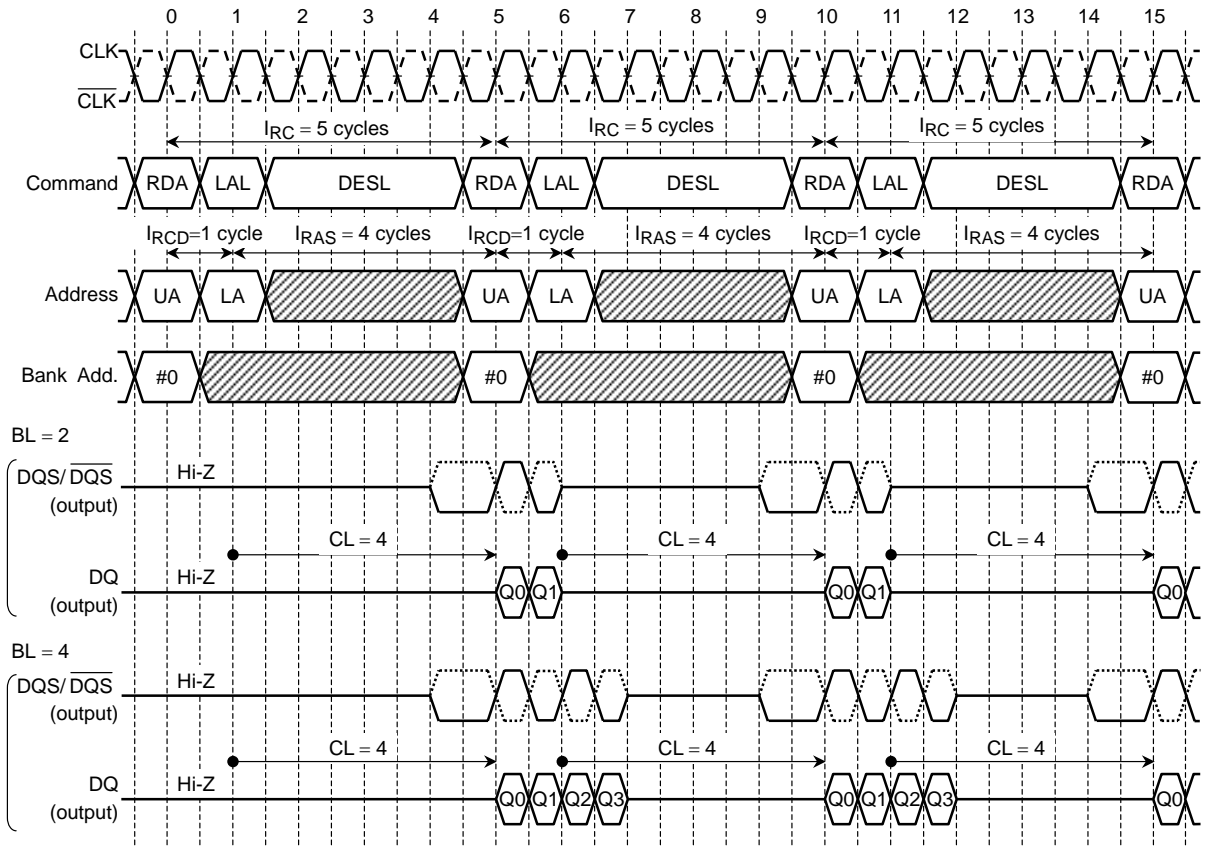 0 1 2 3 4 5 6 7 8 9 10 11 12 13 14 15
CLK
CLK
IRC = 5 cycles IRC = 5 cycles IRC = 5 cycles
Command RDA LAL DESL RDA LAL DESL RDA LAL DESL RDA
IRCD=1 cycle IRAS = 4 cycles IRCD=1 cycle IRAS = 4 cycles IRCD=1 cycle IRAS = 4 cycles
Address UA LA UA LA UA LA UA
Bank Add. #0 #0 #0 #0
BL = 2
DQS/ DQS Hi-Z
(output)
CL = 4 CL = 4 CL = 4
DQ Hi-Z Q0 Q1 Q0 Q1 Q0
(output)
BL = 4
DQS/ DQS Hi-Z
(output)
CL = 4 CL = 4 CL = 4
DQ Hi-Z Q0 Q1 Q2 Q3 Q0 Q1 Q2 Q3 Q0
(output)